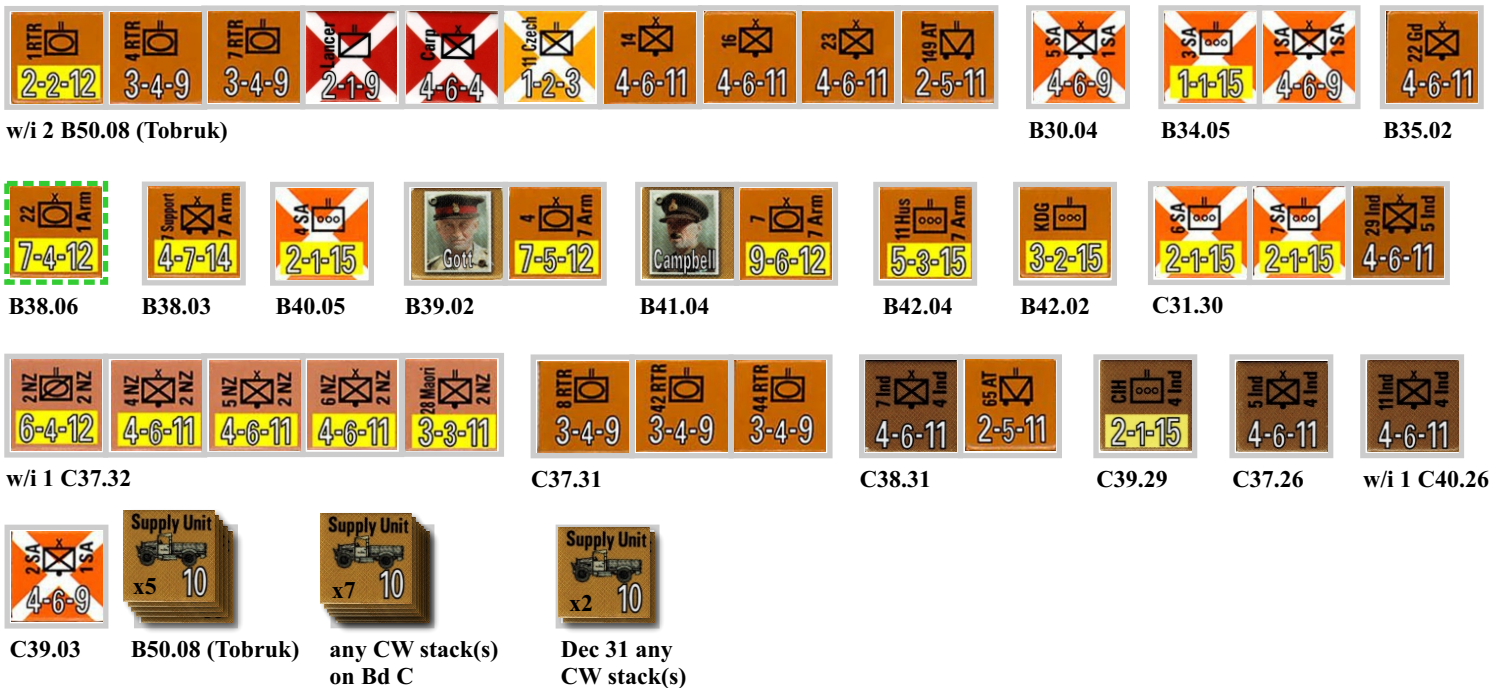 1 RTR 2-2-12
4 RTR 3-4-9
7 RTR 3-4-9
Lancer 2-1-9
Carp 4-6-4
11 Czech 1-2-3
14 4-6-11
16 4-6-11
23 4-6-11
149 AT 2-5-11
5 SA 1 SA 4-6-9
3 SA 1-1-15
1 SA 1 SA 4-6-9
22 Gd 4-6-11
w/i 2 B50.08 (Tobruk)
B30.04
B34.05
B35.02
22 1 Arm 7-4-12
7 Support 7 Arm 4-7-14
4 SA 2-1-15
Gott
4 7 Arm 7-5-12
Campbell
7 7 Arm 9-6-12
11 Hus 7 Arm 5-3-15
KDG 3-2-15
6 SA 2-1-15
7 SA 2-1-15
29 Ind 5 Ind 4-6-11
B38.06
B38.03
B40.05
B39.02
B41.04
B42.04
B42.02
C31.30
2 NZ 2 NZ 6-4-12
4 NZ 2 NZ 4-6-11
5 NZ 2 NZ 4-6-11
6 NZ 2 NZ 4-6-11
28 Maori 2 NZ 3-3-11
8 RTR 3-4-9
42 RTR 3-4-9
44 RTR 3-4-9
7 Ind 4 Ind 4-6-11
65 AT 2-5-11
CIH 4 Ind 2-1-15
5 Ind 4 Ind 4-6-11
11 Ind 4 Ind 4-6-11
w/i 1 C37.32
C37.31
C38.31
C39.29
C37.26
w/i 1 C40.26
2 SA 1 SA 4-6-9
Supply Unit
x5 10
Supply Unit
x7 10
Supply Unit
x2 10
C39.03
B50.08 (Tobruk)
any CW stack(s)
on Bd C
Dec 31 any
CW stack(s)